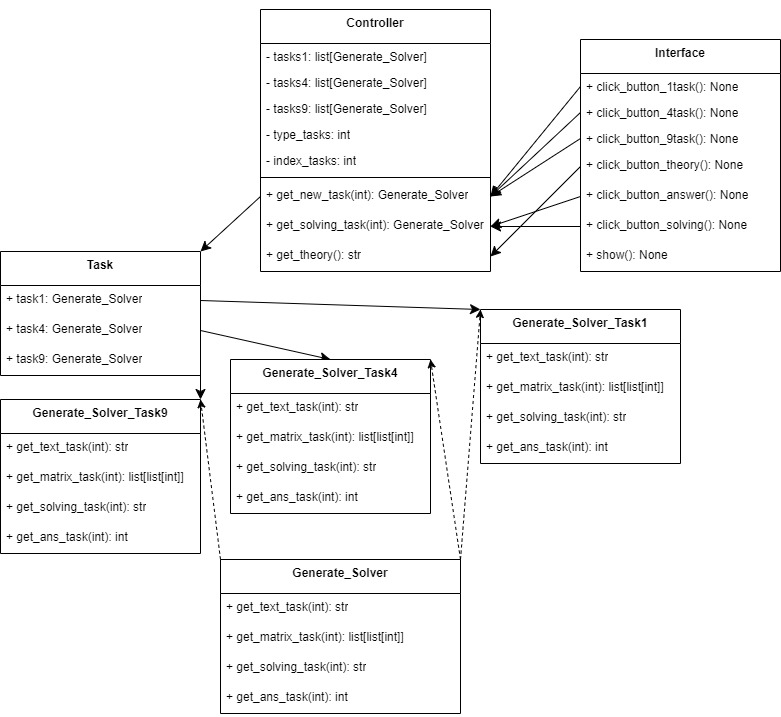 Controller
- tasks1: list[Generate_Solver]
- tasks4: list[Generate_Solver]
- tasks9: list[Generate_Solver]
- type_tasks: int
- index_tasks: int
+ get_new_task(int): Generate_Solver
+ get_solving_task(int): Generate_Solver
+ get_theory(): str
Interface
+ click_button_1task(): None
+ click_button_4task(): None
+ click_button_9task(): None
+ click_button_theory(): None
+ click_button_answer(): None
+ click_button_solving(): None
+ show(): None
Task
+ task1: Generate_Solver
+ task4: Generate_Solver
+ task9: Generate_Solver
Generate_Solver_Task1
+ get_text_task(int): str
+ get_matrix_task(int): list[list[int]]
+ get_solving_task(int): str
+ get_ans_task(int): int
Generate_Solver_Task4
+ get_text_task(int): str
+ get_matrix_task(int): list[list[int]]
+ get_solving_task(int): str
+ get_ans_task(int): int
Generate_Solver_Task9
+ get_text_task(int): str
+ get_matrix_task(int): list[list[int]]
+ get_solving_task(int): str
+ get_ans_task(int): int
Generate_Solver
+ get_text_task(int): str
+ get_matrix_task(int): list[list[int]]
+ get_solving_task(int): str
+ get_ans_task(int): int